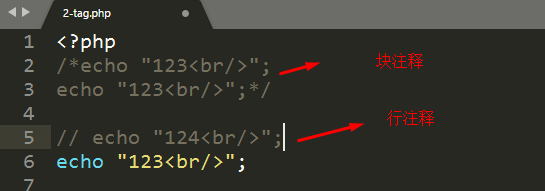 2-tag.php
1 <?php
2 /*echo "123<br/>"; 块注释
3 echo "123<br/>";*/
4
5 // echo "124<br/>"; 行注释
6 echo "123<br/>";
7